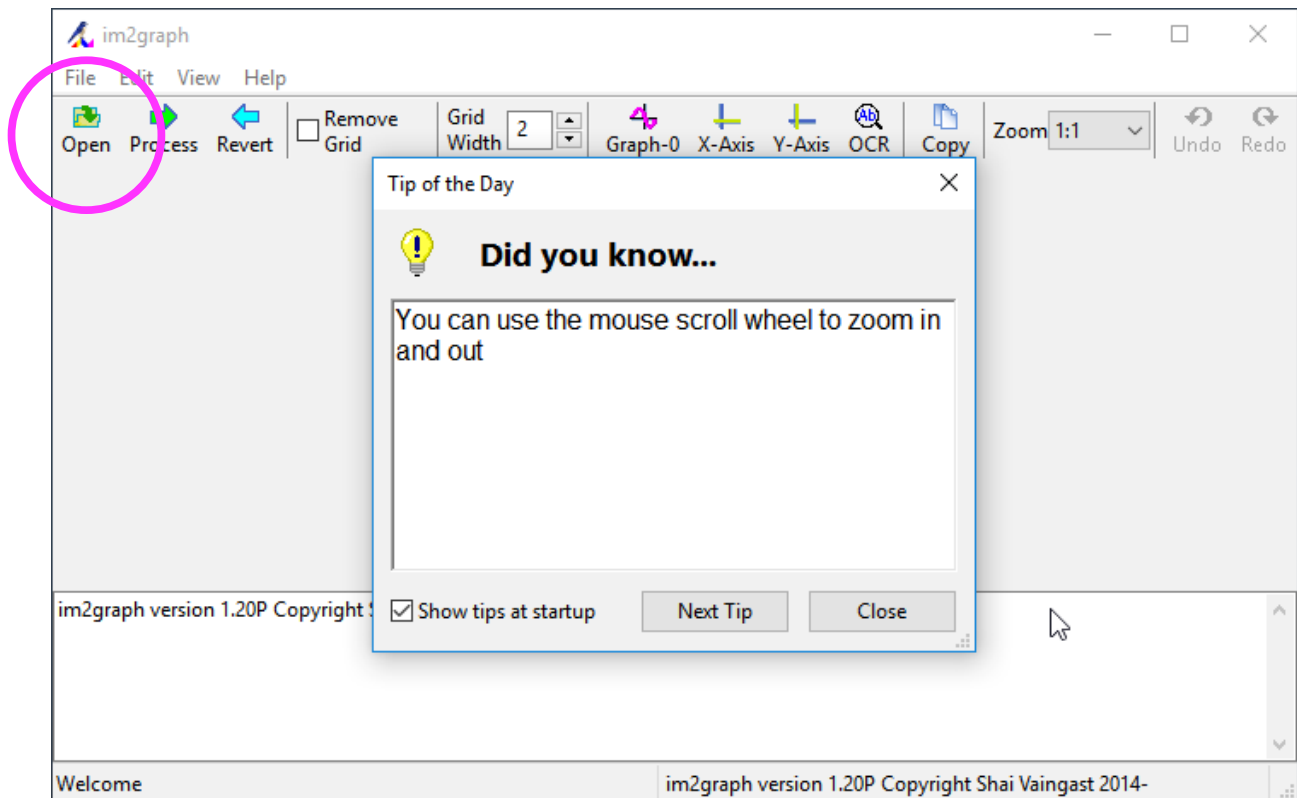 im2graph
File Edit View Help
Open Process Revert Remove Grid Grid Width 2 Graph-0 X-Axis Y-Axis OCR Copy Zoom 1:1 Undo Redo
Tip of the Day
Did you know...
You can use the mouse scroll wheel to zoom in
and out
Show tips at startup Next Tip Close
im2graph version 1.20P Copyright
Welcome im2graph version 1.20P Copyright Shai Vaingast 2014-